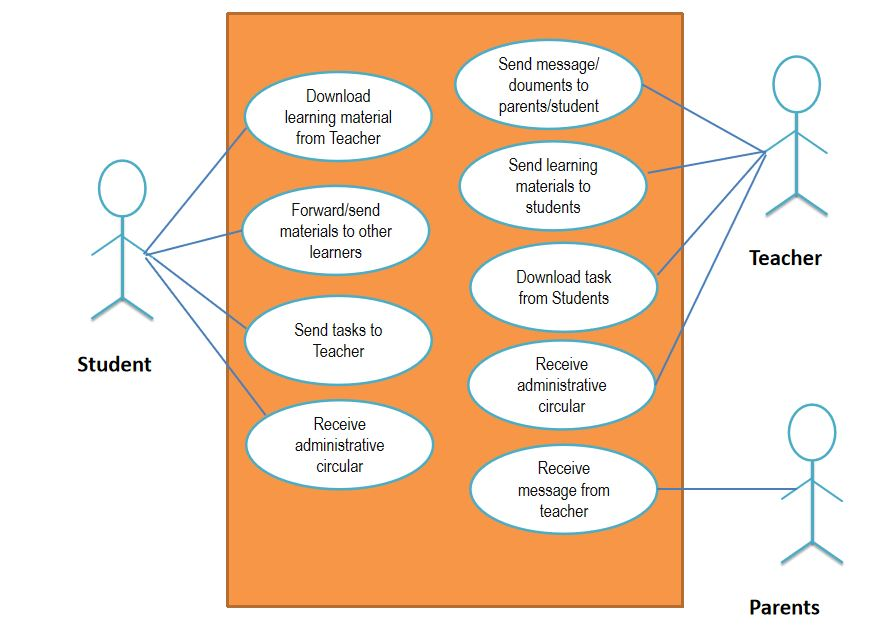 Download
learning material
from Teacher
Forward/send
materials to other
learners
Send tasks to
Teacher
Receive
administrative
circular
Send message/
douments to
parents/student
Send learning
materials to
students
Download task
from Students
Receive
administrative
circular
Receive
message from
teacher
Student
Teacher
Parents